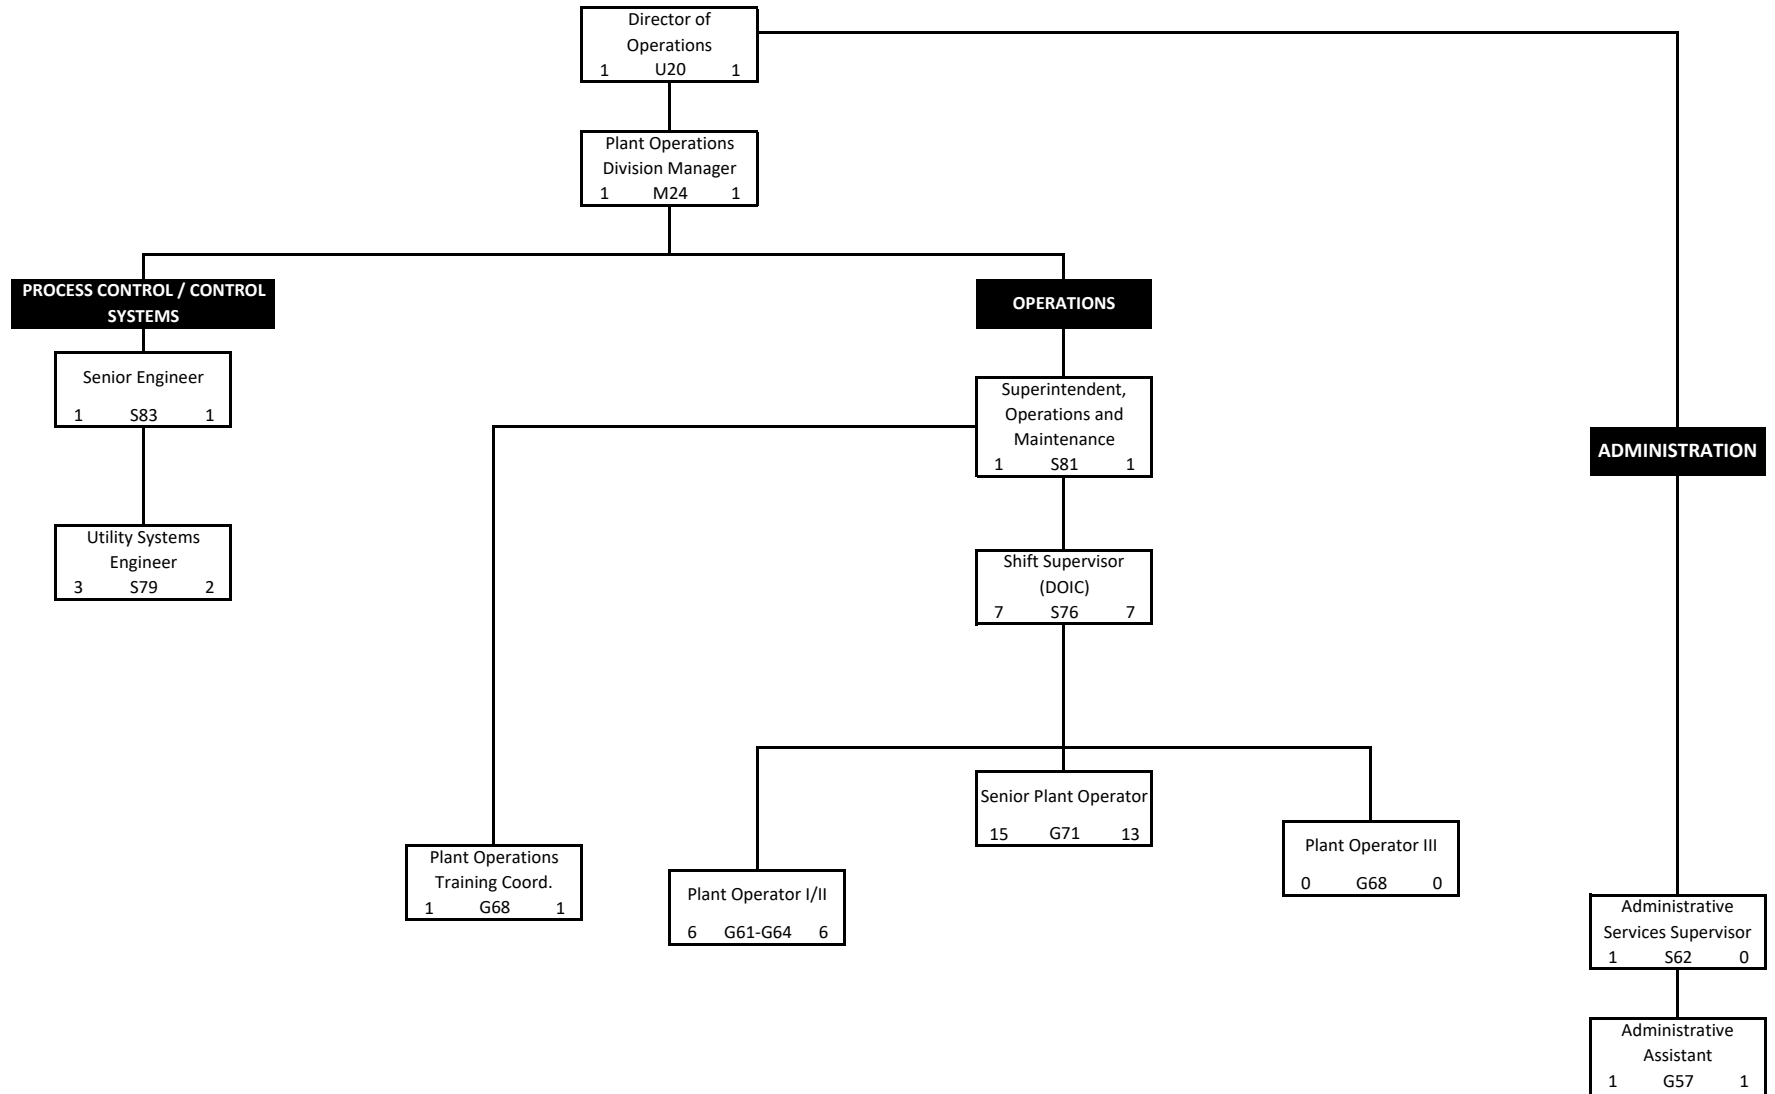 Director of
Operations
1 U20 1
Plant Operations
Division Manager
1 M24 1
PROCESS CONTROL / CONTROL
SYSTEMS
OPERATIONS
Senior Engineer
1 S83 1
Superintendent,
Operations and
Maintenance
1 S81 1
ADMINISTRATION
Utility Systems
Engineer
3 S79 2
Shift Supervisor
(DOIC)
7 S76 7
Senior Plant Operator
15 G71 13
Plant Operator III
0 G68 0
Plant Operations
Training Coord.
1 G68 1
Plant Operator I/II
6 G61-G64 6
Administrative
Services Supervisor
1 S62 0
Administrative
Assistant
1 G57 1